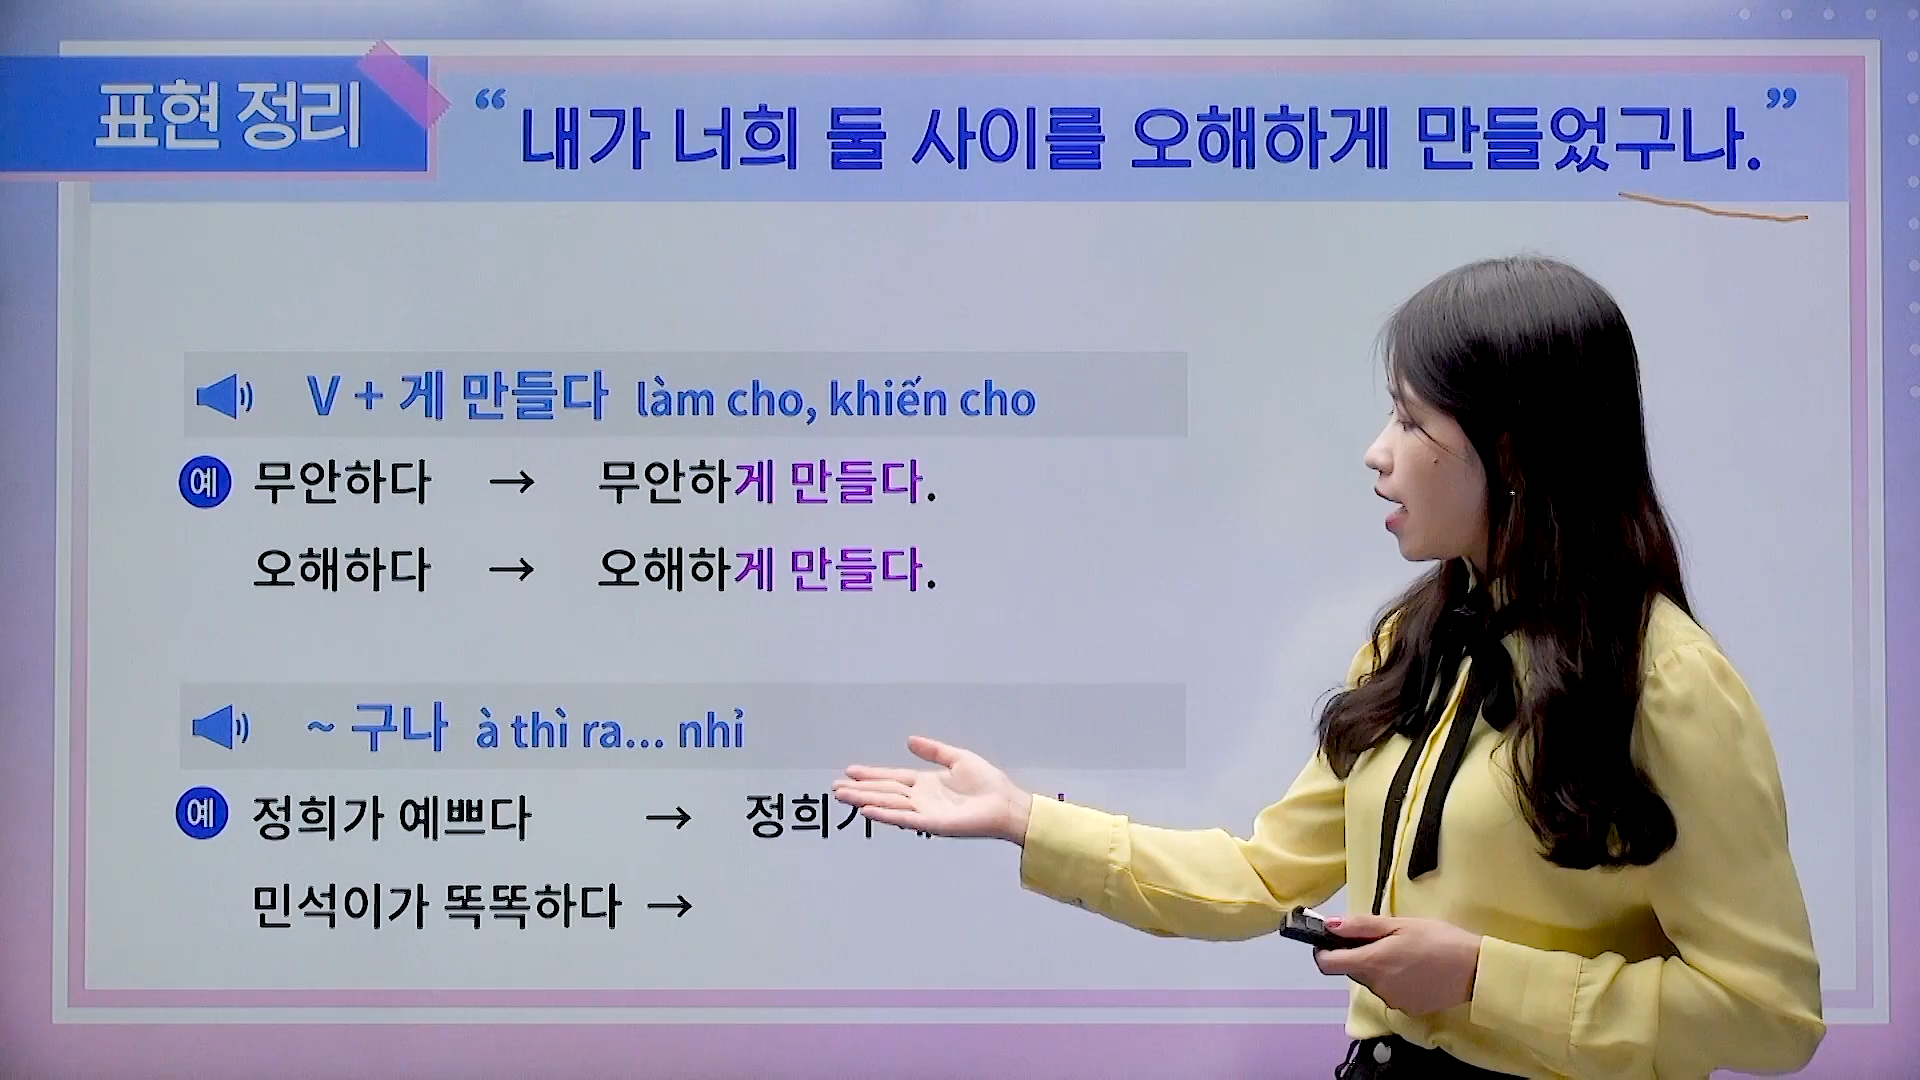 표현 정리
“내가 너희 둘 사이를 오해하게 만들었구나.”
V + 게 만들다 làm cho, khiến cho
예 무안하다 → 무안하게 만들다.
오해하다 → 오해하게 만들다.
~ 구나 à thì ra... nhỉ
예 정희가 예쁘다 → 정희가
민석이가 똑똑하다 →